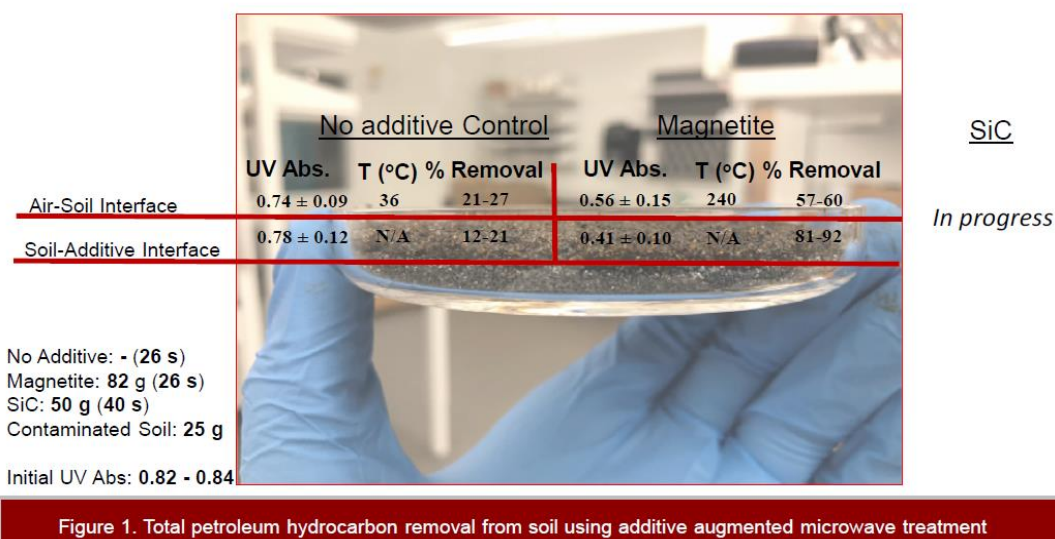 No additive Control Magnetite SiC
UV Abs. T (°C) % Removal UV Abs. T (°C) % Removal
Air-Soil Interface 0.74 ± 0.09 36 21-27 0.56 ± 0.15 240 57-60
In progress
Soil-Additive Interface 0.78 ± 0.12 N/A 12-21 0.41 ± 0.10 N/A 81-92
No Additive: - (26 s)
Magnetite: 82 g (26 s)
SiC: 50 g (40 s)
Contaminated Soil: 25 g
Initial UV Abs: 0.82 - 0.84
Figure 1. Total petroleum hydrocarbon removal from soil using additive augmented microwave treatment